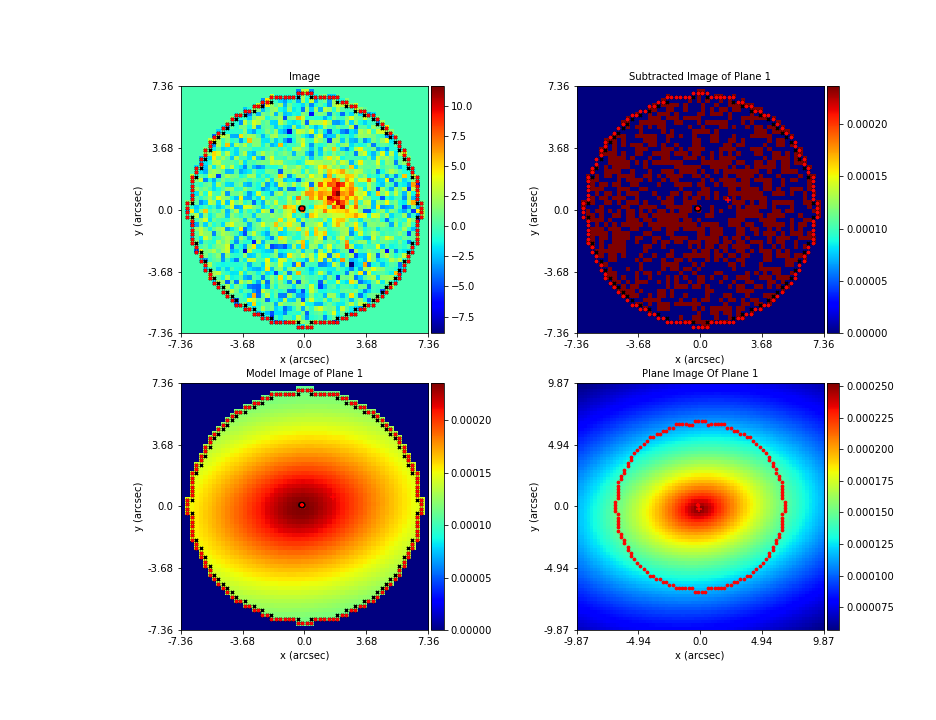 Image
7.36
3.68
0.0
-3.68
-7.36
y (arcsec)
-7.36 -3.68 0.0 3.68 7.36
x (arcsec)
10.0
7.5
5.0
2.5
0.0
−2.5
−5.0
−7.5
Subtracted Image of Plane 1
7.36
3.68
0.0
-3.68
-7.36
y (arcsec)
-7.36 -3.68 0.0 3.68 7.36
x (arcsec)
0.00020
0.00015
0.00010
0.00005
0.00000
Model Image of Plane 1
7.36
3.68
0.0
-3.68
-7.36
y (arcsec)
-7.36 -3.68 0.0 3.68 7.36
x (arcsec)
0.00020
0.00015
0.00010
0.00005
0.00000
Plane Image Of Plane 1
9.87
4.94
0.0
-4.94
-9.87
y (arcsec)
-9.87 -4.94 0.0 4.94 9.87
x (arcsec)
0.000250
0.000225
0.000200
0.000175
0.000150
0.000125
0.000100
0.000075